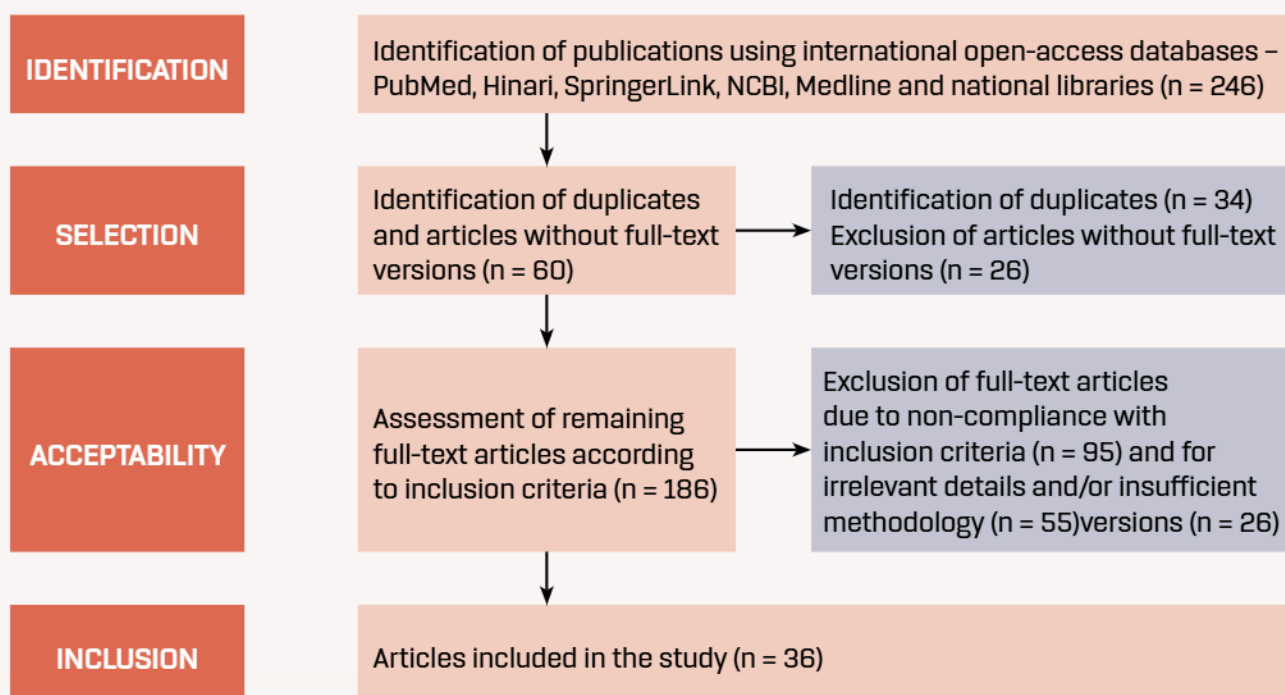 IDENTIFICATION
Identification of publications using international open-access databases –
PubMed, Hinari, SpringerLink, NCBI, Medline and national libraries (n = 246)
SELECTION
Identification of duplicates
and articles without full-text
versions (n = 60)
Identification of duplicates (n = 34)
Exclusion of articles without full-text
versions (n = 26)
ACCEPTABILITY
Assessment of remaining
full-text articles according
to inclusion criteria (n = 186)
Exclusion of full-text articles
due to non-compliance with
inclusion criteria (n = 95) and for
irrelevant details and/or insufficient
methodology (n = 55)versions (n = 26)
INCLUSION
Articles included in the study (n = 36)